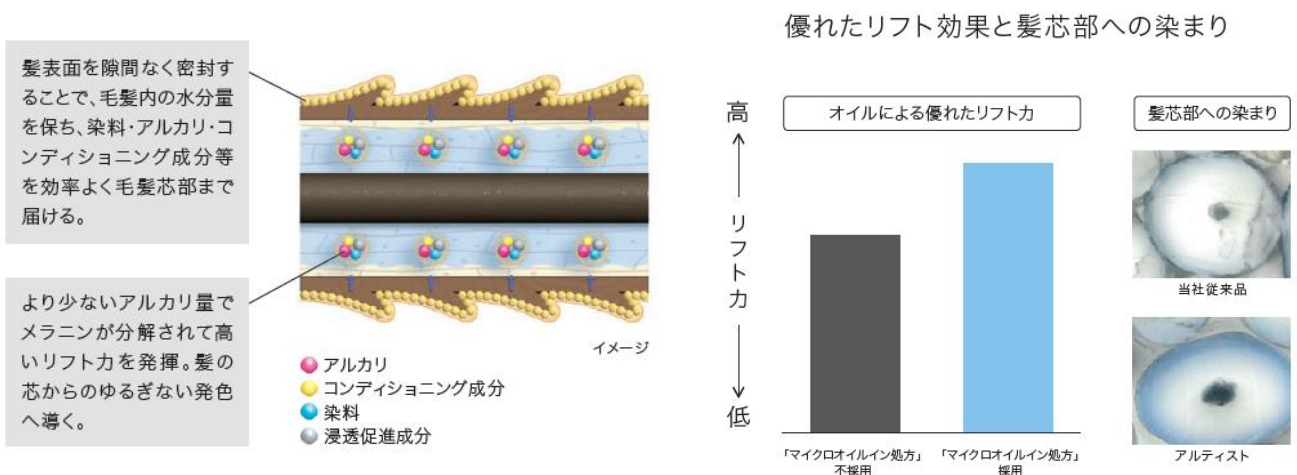 優れたリフト効果と髪芯部への染まり
髪表面を隙間なく密封す
ることで、毛髪内の水分量
を保ち、染料・アルカリ・コ
ンディショニング成分等
を効率よく毛髪芯部まで
届ける。
より少ないアルカリ量で
メラニンが分解されて高
いリフト力を発揮。髪の
芯からのゆるぎない発色
へ導く。
イメージ
アルカリ
コンディショニング成分
染料
浸透促進成分
高
リフト力
低
オイルによる優れたリフト力
「マイクロオイルイン処方」
不採用
「マイクロオイルイン処方」
採用
髪芯部への染まり
当社従来品
アルティスト